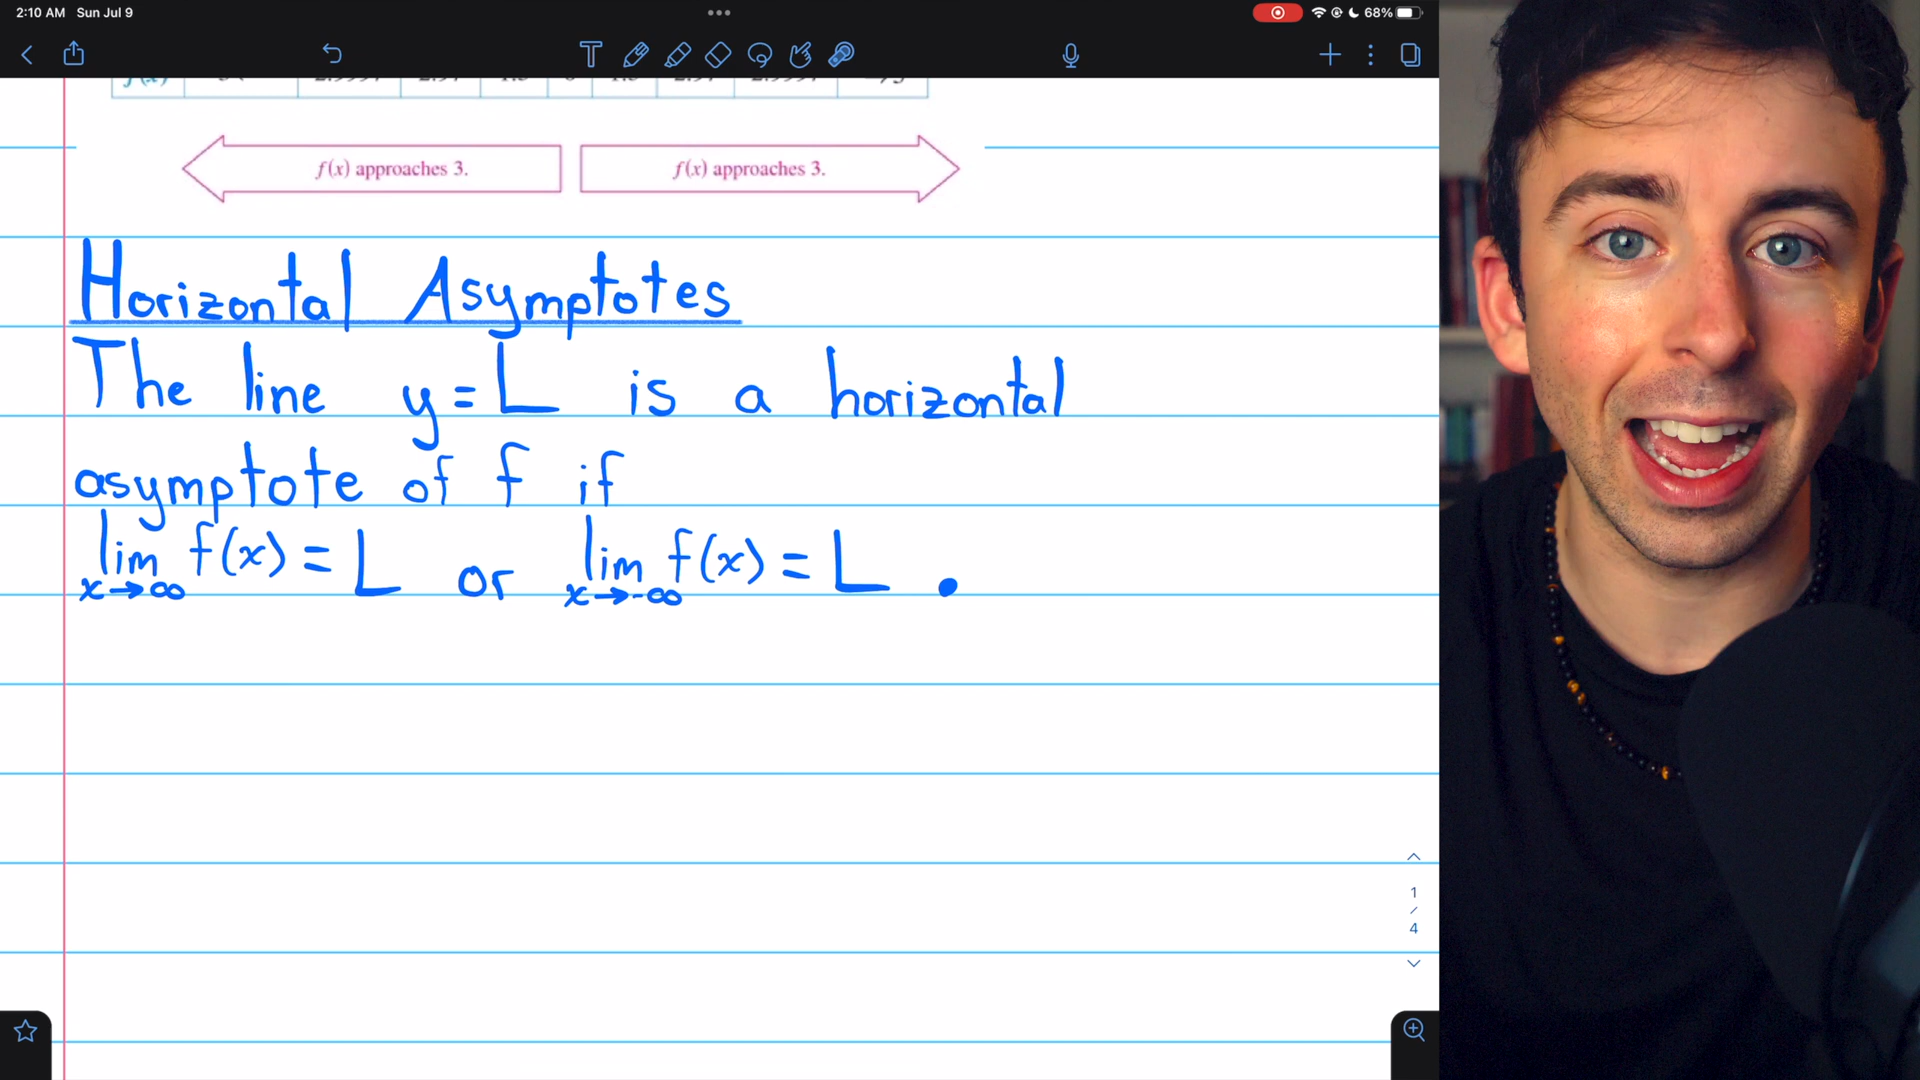 2:10 AM Sun Jul 9
68%
f(x) approaches 3. f(x) approaches 3.
Horizontal Asymptotes
The line y = L is a horizontal
asymptote of f if
lim x→∞ f(x) = L or lim x→-∞ f(x) = L .
1
/
4